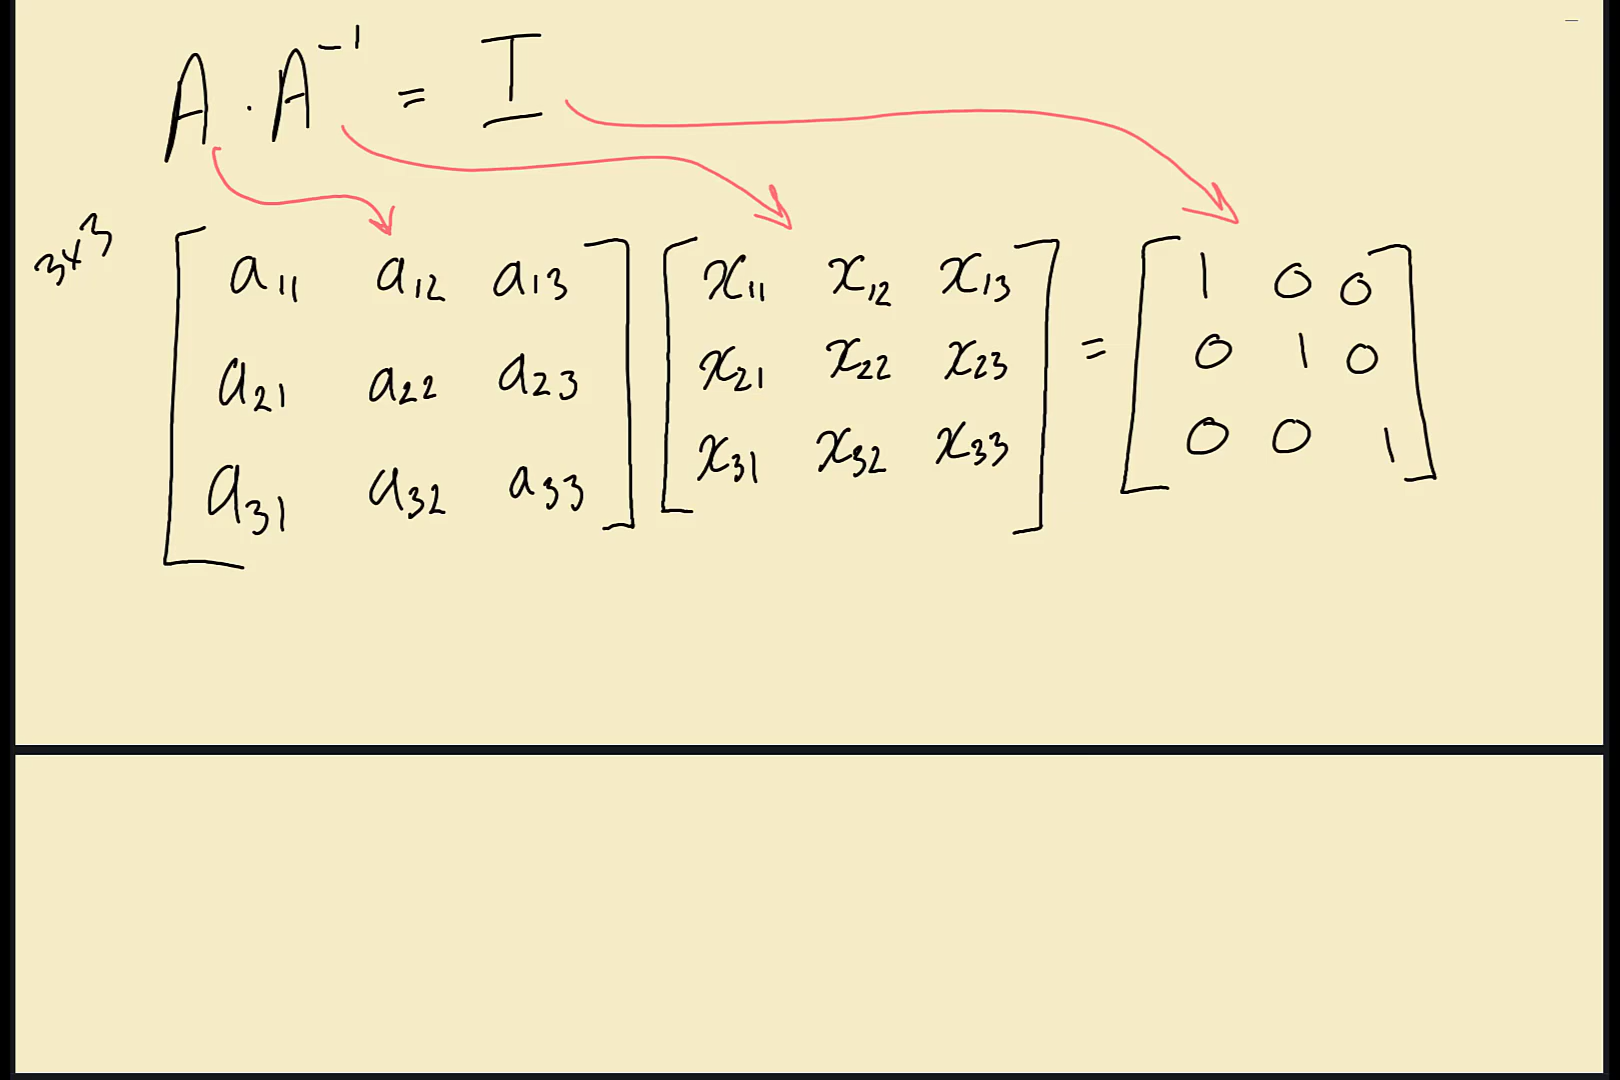 A · A⁻¹ = I
3x3
[a₁₁ a₁₂ a₁₃] [x₁₁ x₁₂ x₁₃] = [1 0 0]
[a₂₁ a₂₂ a₂₃] [x₂₁ x₂₂ x₂₃] [0 1 0]
[a₃₁ a₃₂ a₃₃] [x₃₁ x₃₂ x₃₃] [0 0 1]